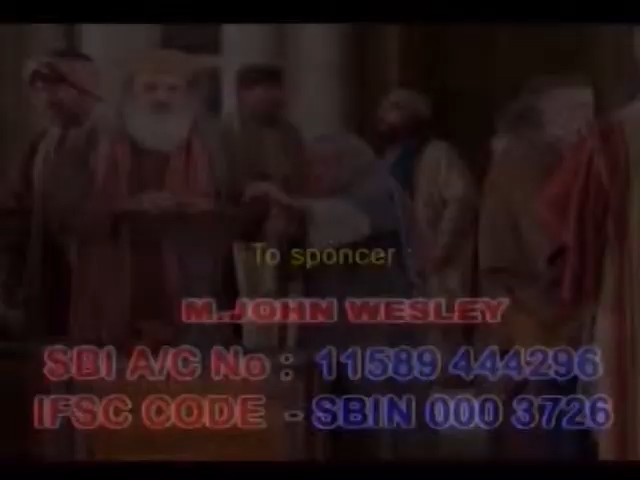 To sponcer
M.JOHN WESLEY
SBI A/C No : 11589 444296
IFSC CODE - SBIN 000 3726